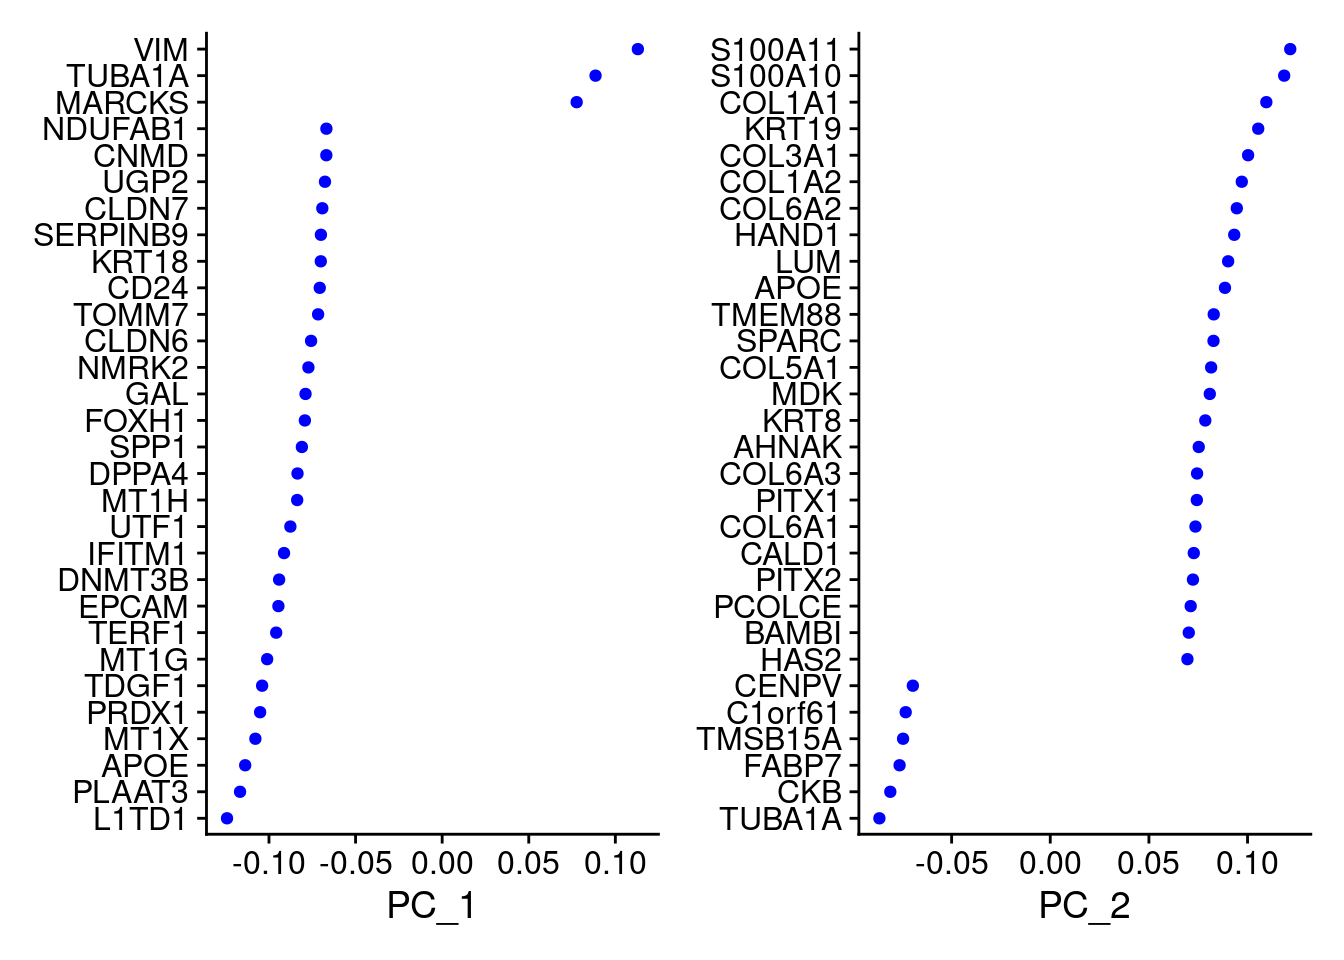 VIM
TUBA1A
MARCKS
NDUFAB1
CNMD
UGP2
CLDN7
SERPINB9
KRT18
CD24
TOMM7
CLDN6
NMRK2
GAL
FOXH1
SPP1
DPPA4
MT1H
UTF1
IFITM1
DNMT3B
EPCAM
TERF1
MT1G
TDGF1
PRDX1
MT1X
APOE
PLAAT3
L1TD1
-0.10 -0.05 0.00 0.05 0.10
PC_1
S100A11
S100A10
COL1A1
KRT19
COL3A1
COL1A2
COL6A2
HAND1
LUM
APOE
TMEM88
SPARC
COL5A1
MDK
KRT8
AHNAK
COL6A3
PITX1
COL6A1
CALD1
PITX2
PCOLCE
BAMBI
HAS2
CENPV
C1orf61
TMSB15A
FABP7
CKB
TUBA1A
-0.05 0.00 0.05 0.10
PC_2